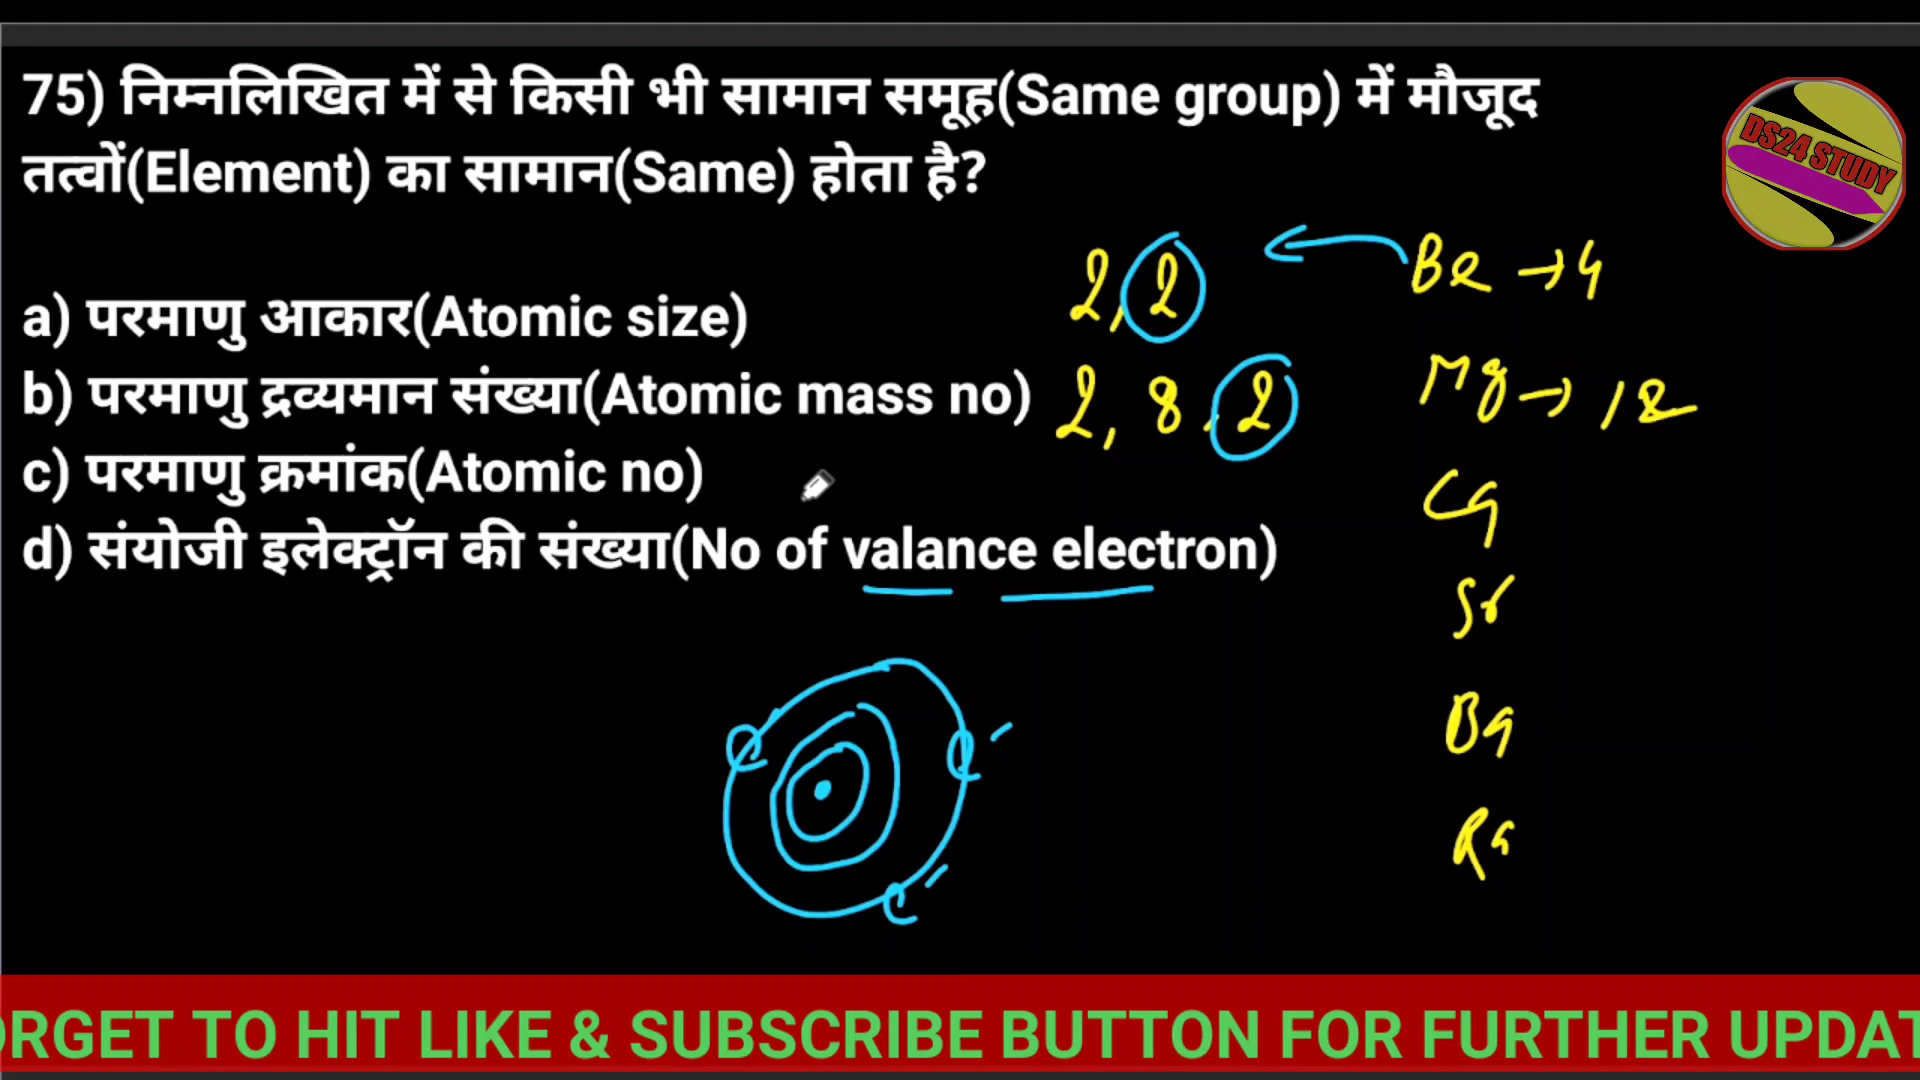 75) निम्नलिखित में से किसी भी सामान समूह(Same group) में मौजूद
तत्वों(Element) का सामान(Same) होता है?
DS24 STUDY
a) परमाणु आकार(Atomic size)
b) परमाणु द्रव्यमान संख्या(Atomic mass no)
c) परमाणु क्रमांक(Atomic no)
d) संयोजी इलेक्ट्रॉन की संख्या(No of valance electron)
2, 2
2, 8, 2
Be → 4
Mg → 12
Ca
Sr
Ba
Ra
e
e-
e-
ORGET TO HIT LIKE & SUBSCRIBE BUTTON FOR FURTHER UPDAT